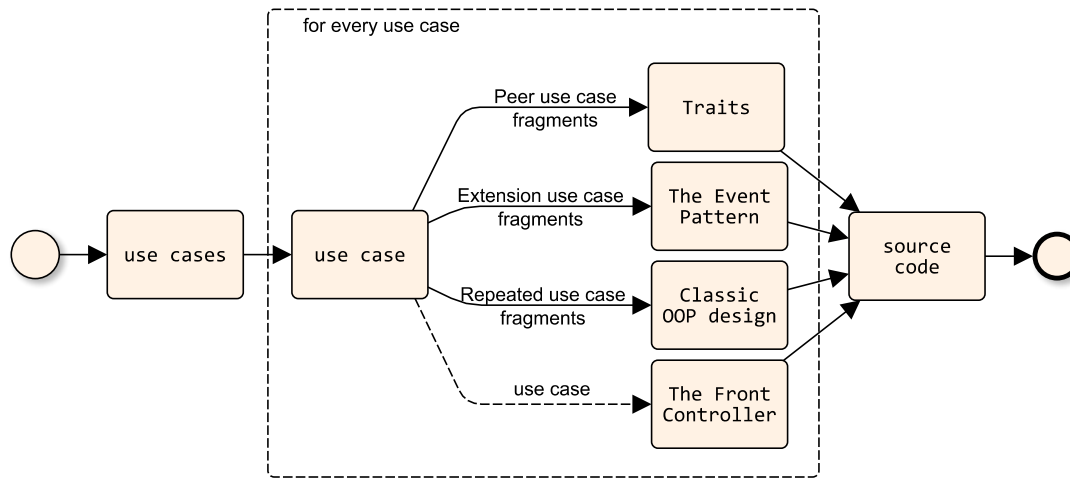 for every use case
Peer use case
fragments
Traits
Extension use case
fragments
The Event
Pattern
use cases
use case
source
code
Repeated use case
fragments
Classic
OOP design
use case
The Front
Controller